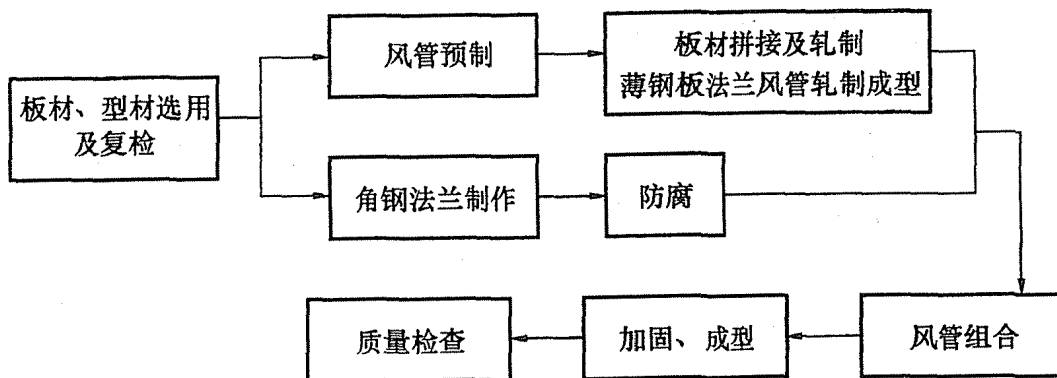 风管预制
板材拼接及轧制
薄钢板法兰风管轧制成型
板材、型材选用
及复检
角钢法兰制作
防腐
质量检查
加固、成型
风管组合